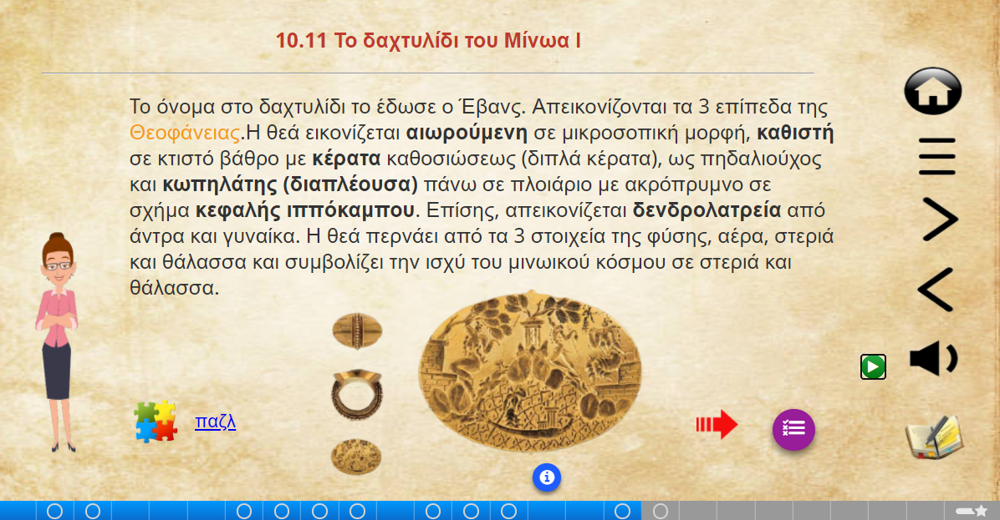 10.11 Το δαχτυλίδι του Μίνωα Ι
Το όνομα στο δαχτυλίδι το έδωσε ο Έβανς. Απεικονίζονται τα 3 επίπεδα της
Θεοφάνειας.Η θεά εικονίζεται αιωρούμενη σε μικροσοπική μορφή, καθιστή
σε κτιστό βάθρο με κέρατα καθοσιώσεως (διπλά κέρατα), ως πηδαλιούχος
και κωπηλάτης (διαπλέουσα) πάνω σε πλοιάριο με ακρόπρυμνο σε
σχήμα κεφαλής ιππόκαμπου. Επίσης, απεικονίζεται δενδρολατρεία από
άντρα και γυναίκα. Η θεά περνάει από τα 3 στοιχεία της φύσης, αέρα, στεριά
και θάλασσα και συμβολίζει την ισχύ του μινωικού κόσμου σε στεριά και
θάλασσα.
παζλ